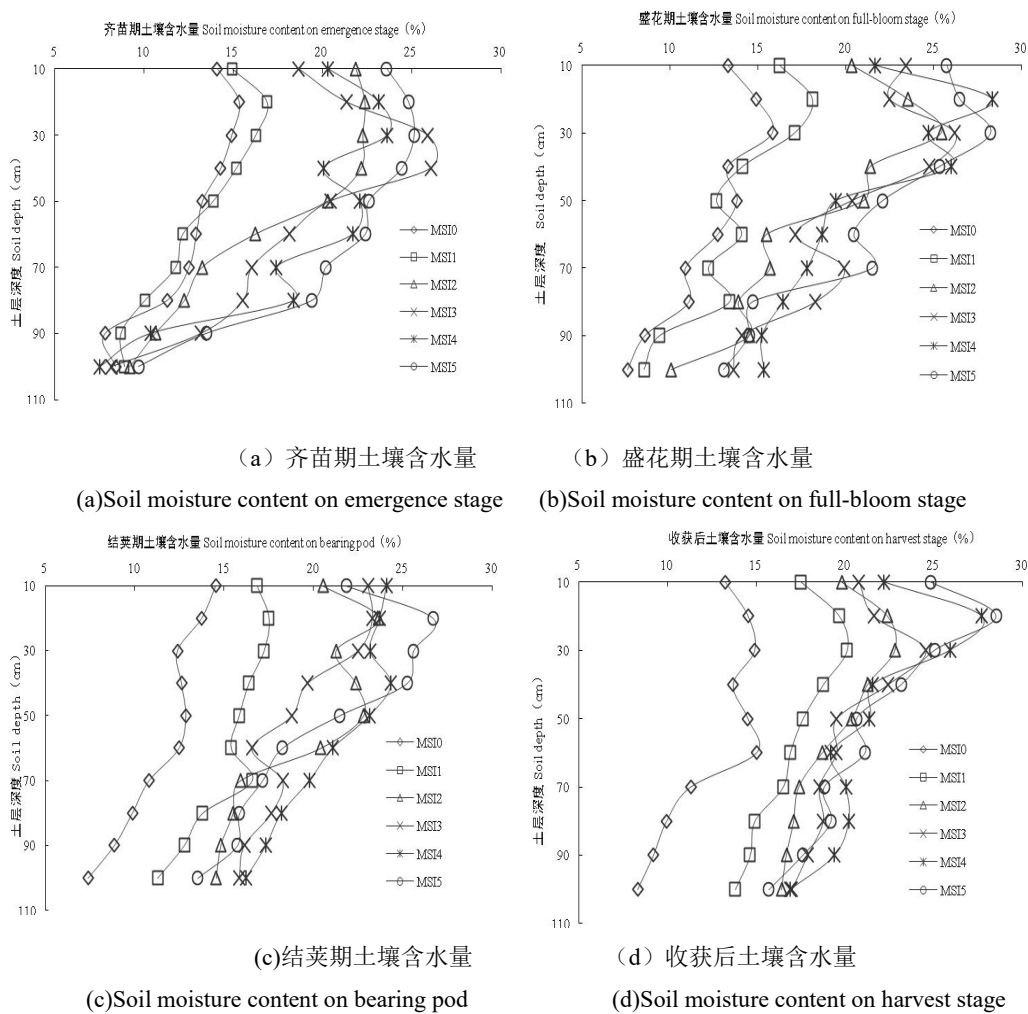 齐苗期土壤含水量 Soil moisture content on emergence stage（%）
5 10 15 20 25 30
10
30
50
70
90
110
土层深度 Soil depth（cm）
MSI0
MSI1
MSI2
MSI3
MSI4
MSI5
盛花期土壤含水量 Soil moisture content on full-bloom stage（%）
5 10 15 20 25 30
10
30
50
70
90
110
土层深度 Soil depth（cm）
MSI0
MSI1
MSI2
MSI3
MSI4
MSI5
（a）齐苗期土壤含水量
（b）盛花期土壤含水量
(a)Soil moisture content on emergence stage
(b)Soil moisture content on full-bloom stage
结荚期土壤含水量 Soil moisture content on bearing pod（%）
5 10 15 20 25 30
10
30
50
70
90
110
土层深度 Soil depth（cm）
MSI0
MSI1
MSI2
MSI3
MSI4
MSI5
收获后土壤含水量 Soil moisture content on harvest stage（%）
5 10 15 20 25 30
10
30
50
70
90
110
土层深度 Soil depth（cm）
MSI0
MSI1
MSI2
MSI3
MSI4
MSI5
(c)结荚期土壤含水量
（d）收获后土壤含水量
(c)Soil moisture content on bearing pod
(d)Soil moisture content on harvest stage